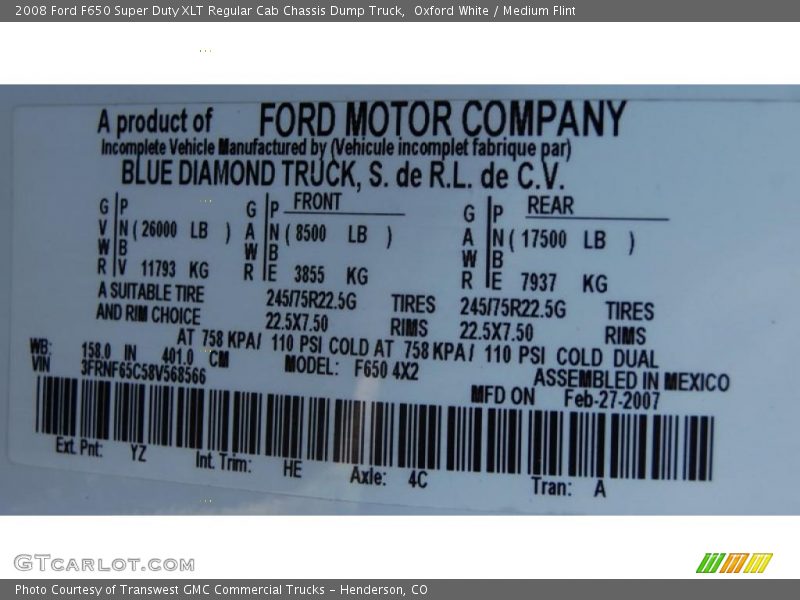 2008 Ford F650 Super Duty XLT Regular Cab Chassis Dump Truck, Oxford White / Medium Flint
A product of FORD MOTOR COMPANY
Incomplete Vehicle Manufactured by (Vehicule incomplet fabrique par)
BLUE DIAMOND TRUCK, S. de R.L. de C.V.
GVWR PNBV (26000 LB) 11793 KG GAWR PNBE FRONT (8500 LB) 3855 KG GAWR PNBE REAR (17500 LB) 7937 KG
A SUITABLE TIRE 245/75R22.5G TIRES 245/75R22.5G TIRES
AND RIM CHOICE 22.5X7.50 RIMS 22.5X7.50 RIMS
AT 758 KPA/ 110 PSI COLD AT 758 KPA/ 110 PSI COLD DUAL
WB: 158.0 IN 401.0 CM MODEL: F650 4X2 ASSEMBLED IN MEXICO
VIN 3FRNF65C58V568566 MFD ON Feb-27-2007
Ext. Pnt: YZ Int. Trim: HE Axle: 4C Tran: A
GTCARLOT.COM
Photo Courtesy of Transwest GMC Commercial Trucks - Henderson, CO